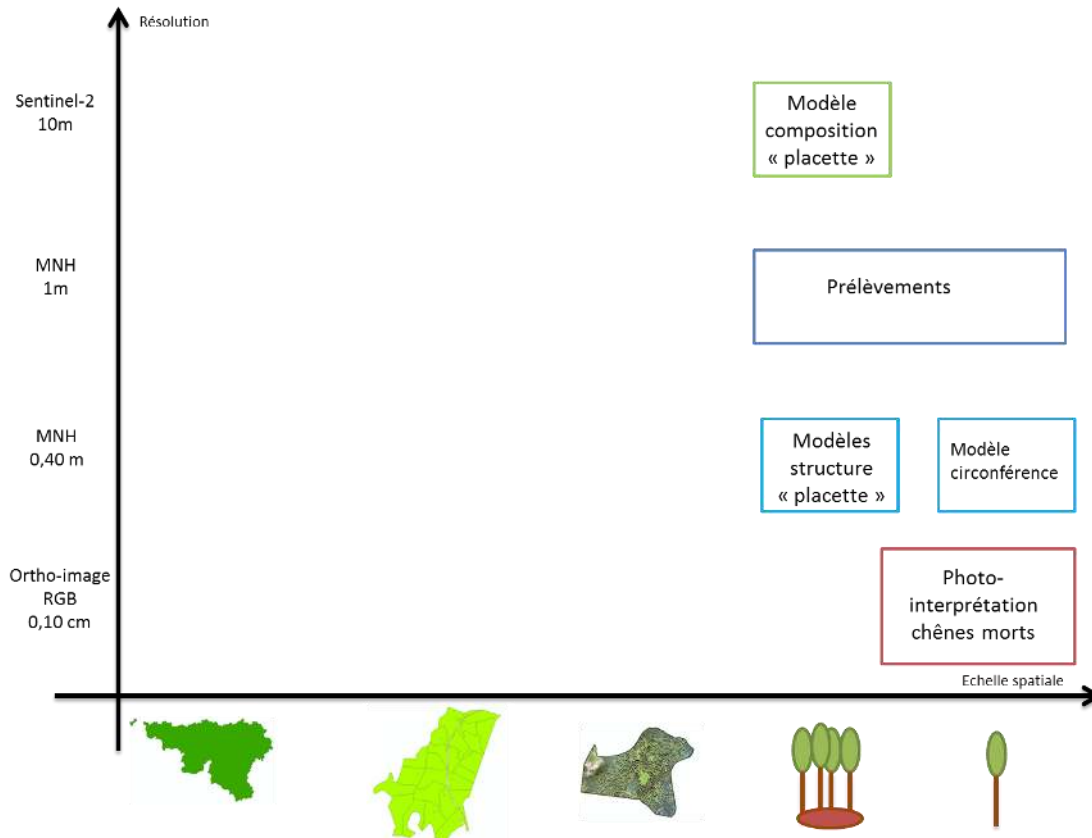 Résolution
Sentinel-2
10m
Modèle
composition
« placette »
MNH
1m
Prélèvements
MNH
0,40 m
Modèles
structure
« placette »
Modèle
circonférence
Ortho-image
RGB
0,10 cm
Photo-
interprétation
chênes morts
Echelle spatiale